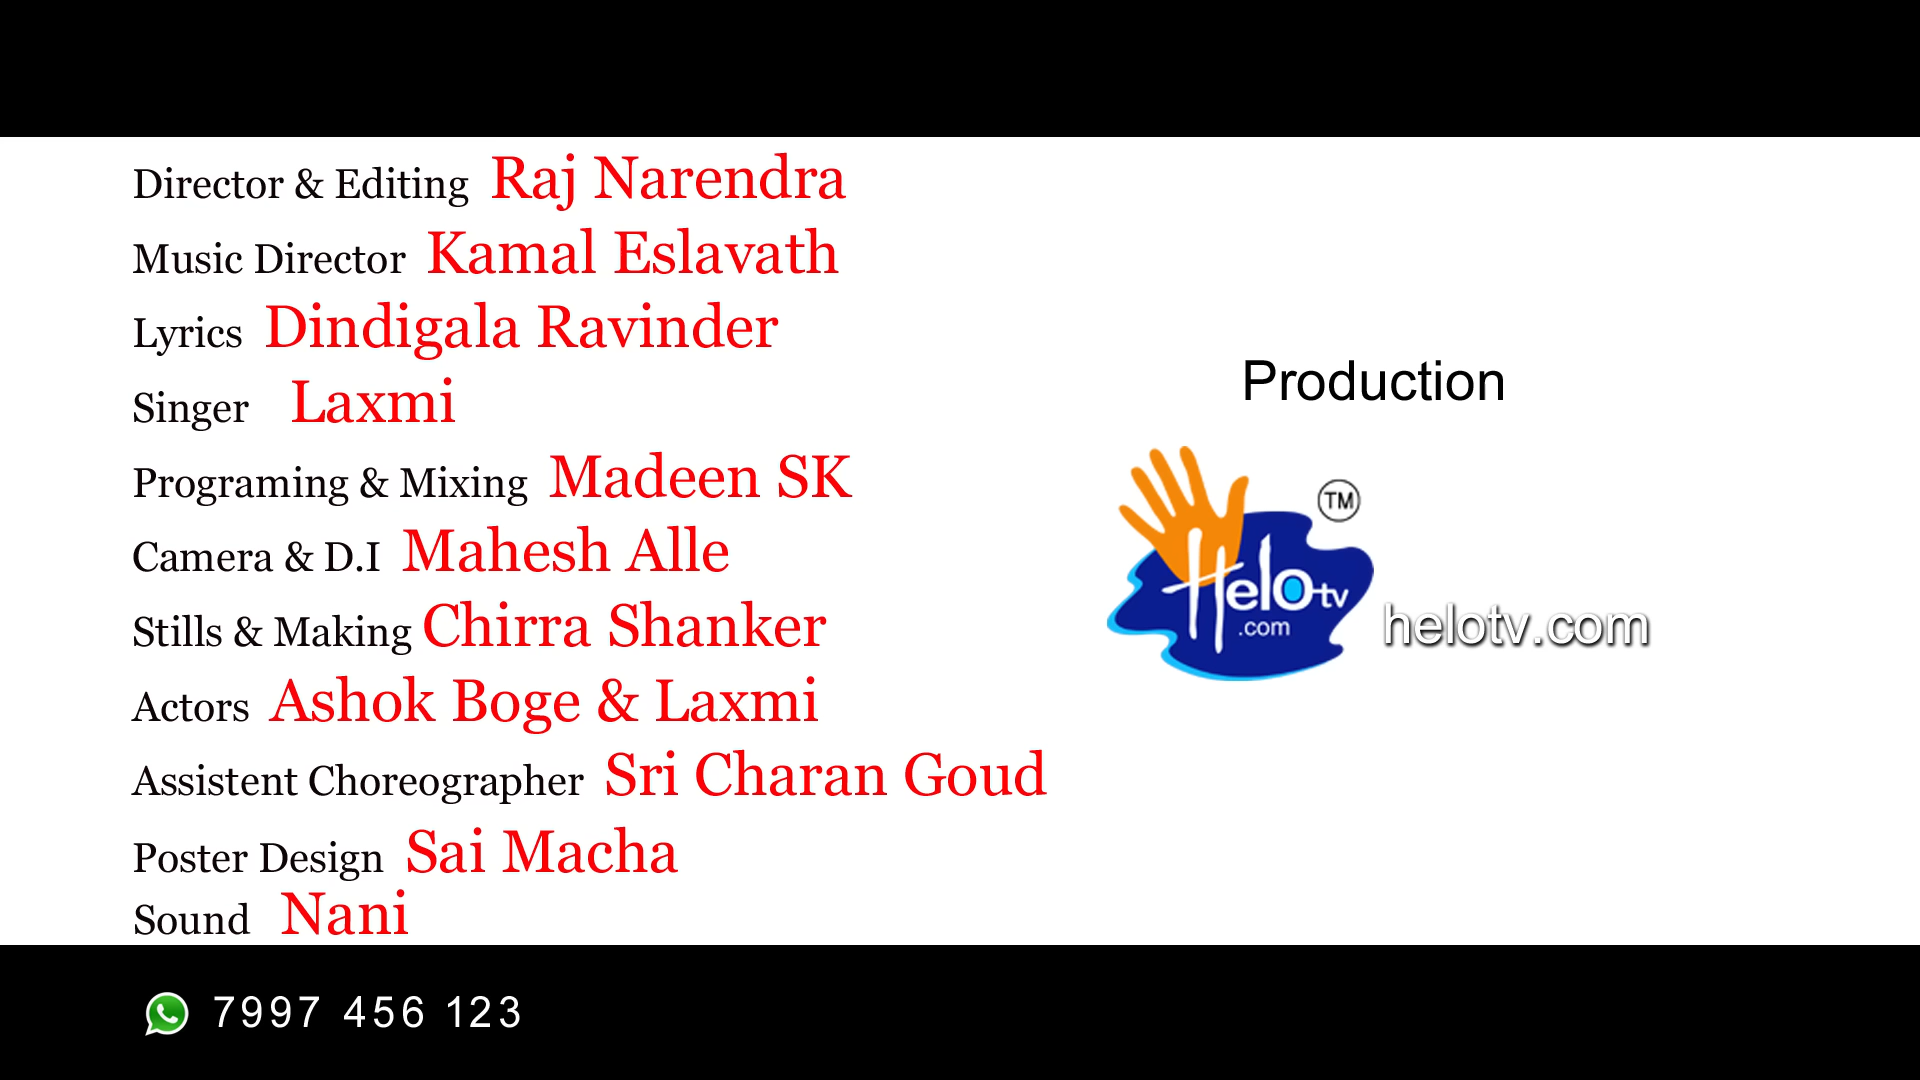 Director & Editing Raj Narendra
Music Director Kamal Eslavath
Lyrics Dindigala Ravinder
Singer Laxmi
Programing & Mixing Madeen SK
Camera & D.I Mahesh Alle
Stills & Making Chirra Shanker
Actors Ashok Boge & Laxmi
Assistent Choreographer Sri Charan Goud
Poster Design Sai Macha
Sound Nani
Production
TM
Helo tv
.com
helotv.com
7997 456 123